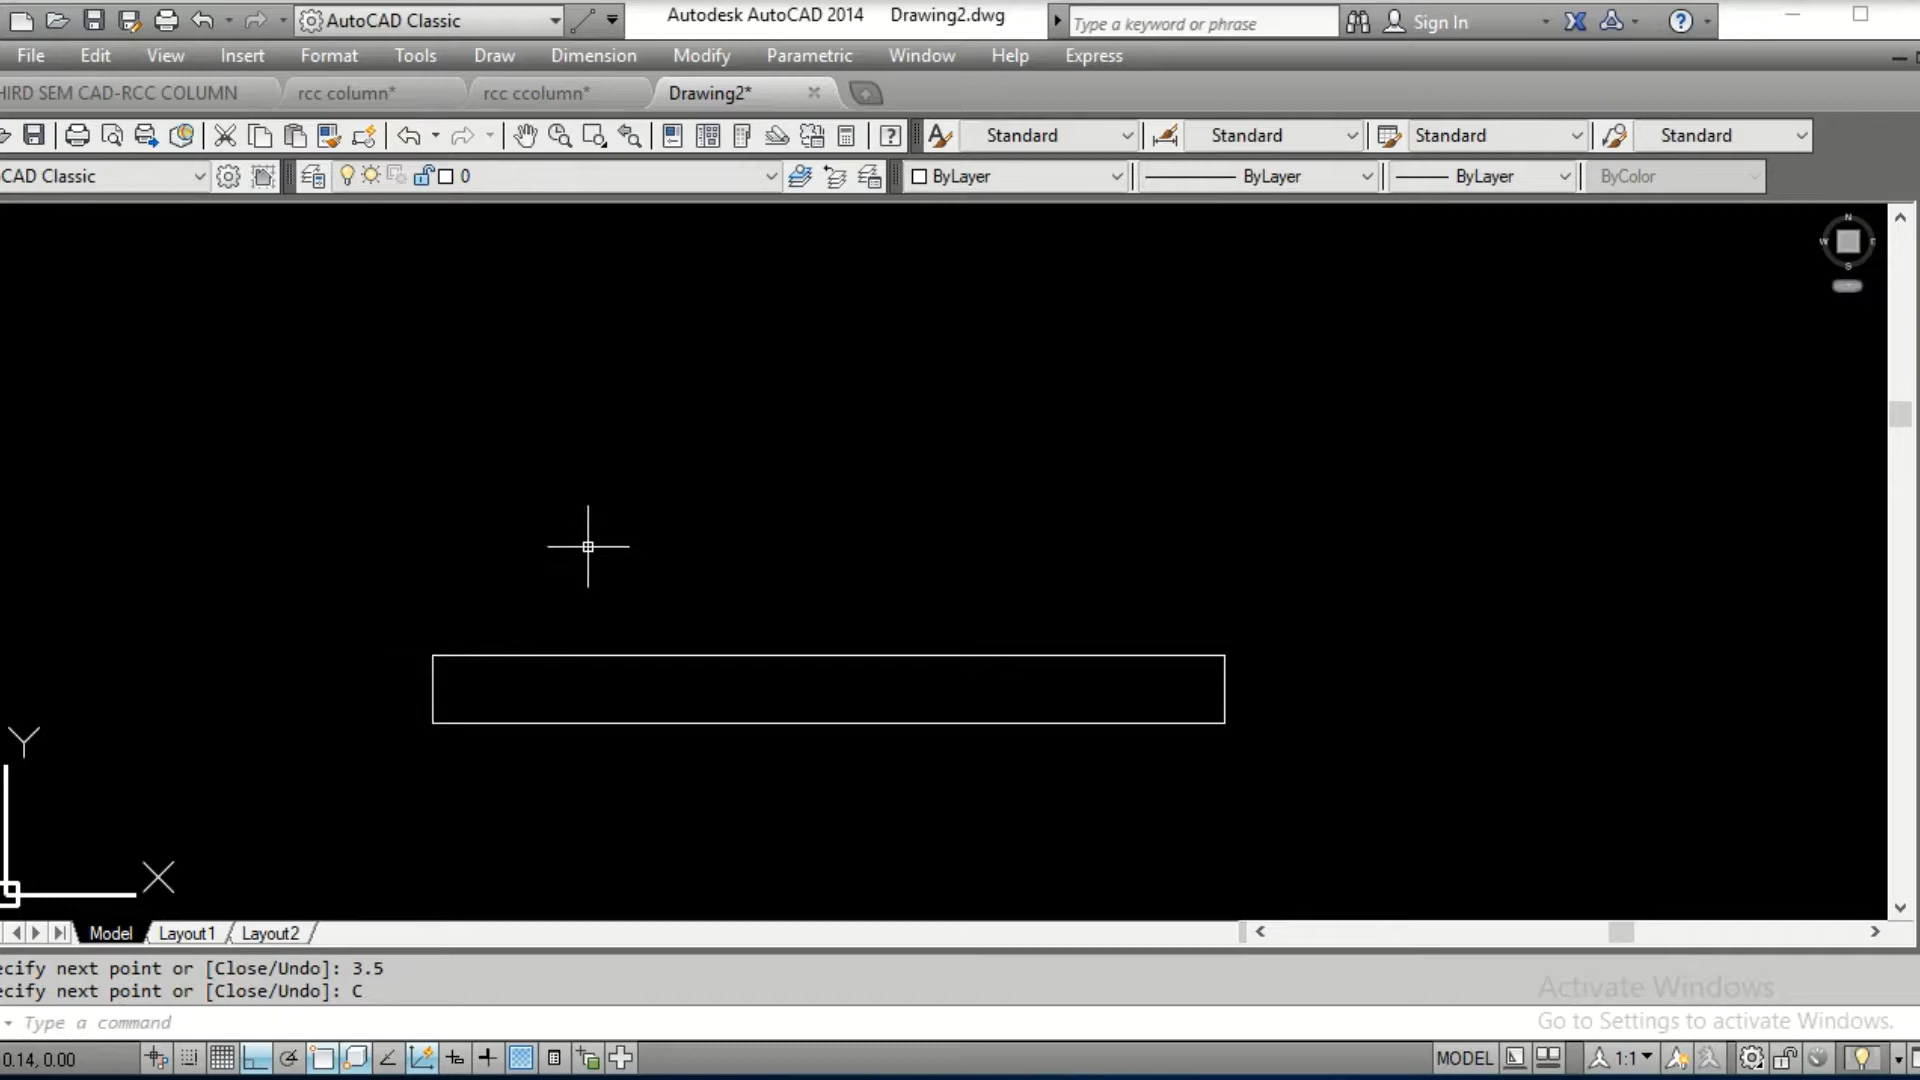 AutoCAD Classic
Autodesk AutoCAD 2014 Drawing2.dwg
Type a keyword or phrase
Sign In
File Edit View Insert Format Tools Draw Dimension Modify Parametric Window Help Express
HIRD SEM CAD-RCC COLUMN rcc column* rcc ccolumn* Drawing2*
Standard Standard Standard Standard
CAD Classic 0 ByLayer ByLayer ByLayer ByColor
N
W
S
Y
X
Model Layout1 Layout2
ecify next point or [Close/Undo]: 3.5
ecify next point or [Close/Undo]: C
Type a command
Activate Windows
Go to Settings to activate Windows.
0.14, 0.00 MODEL 1:1